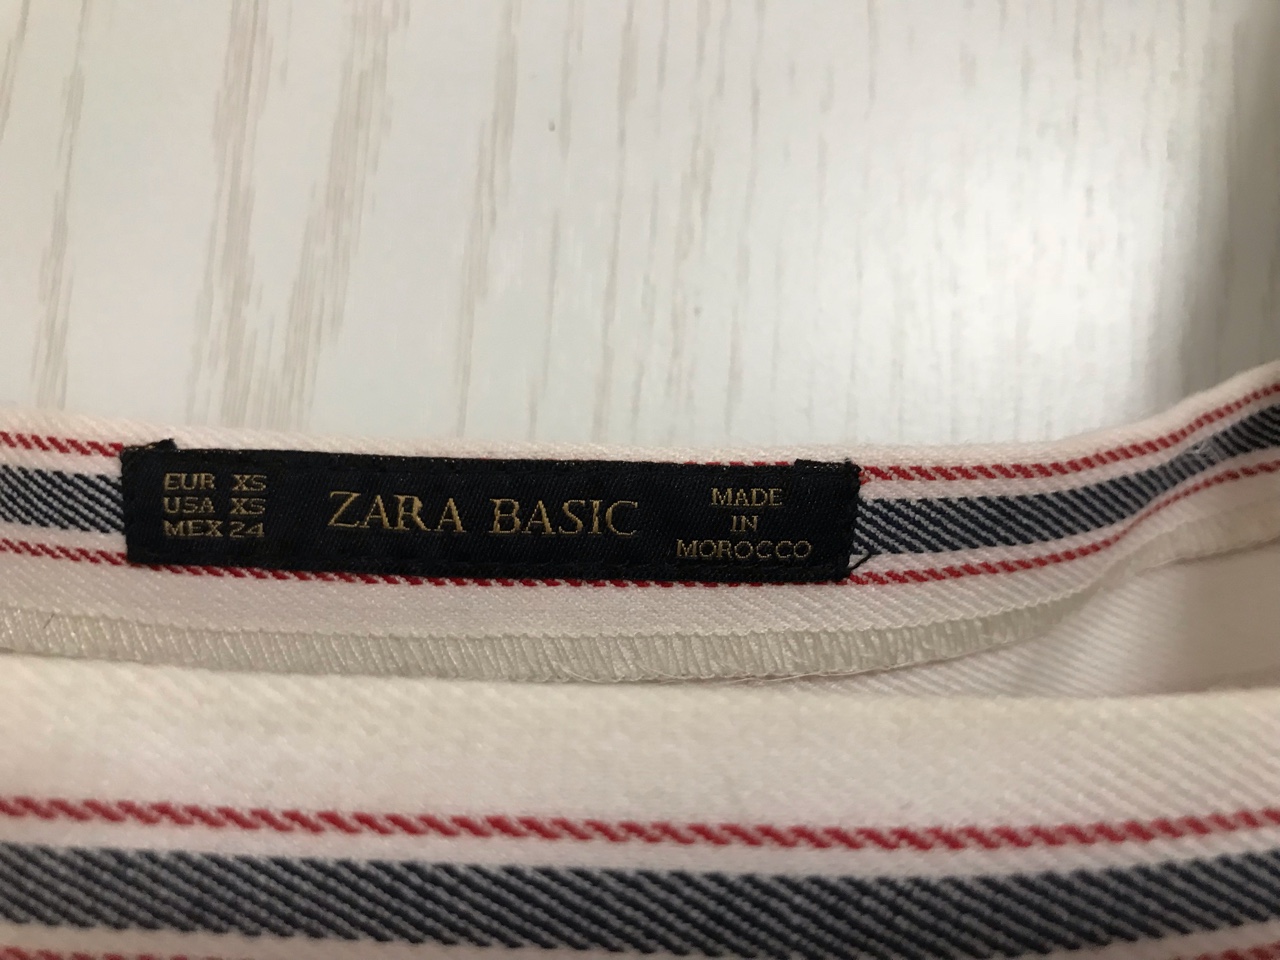 EUR XS
USA XS
MEX 24
ZARA BASIC
MADE
IN
MOROCCO